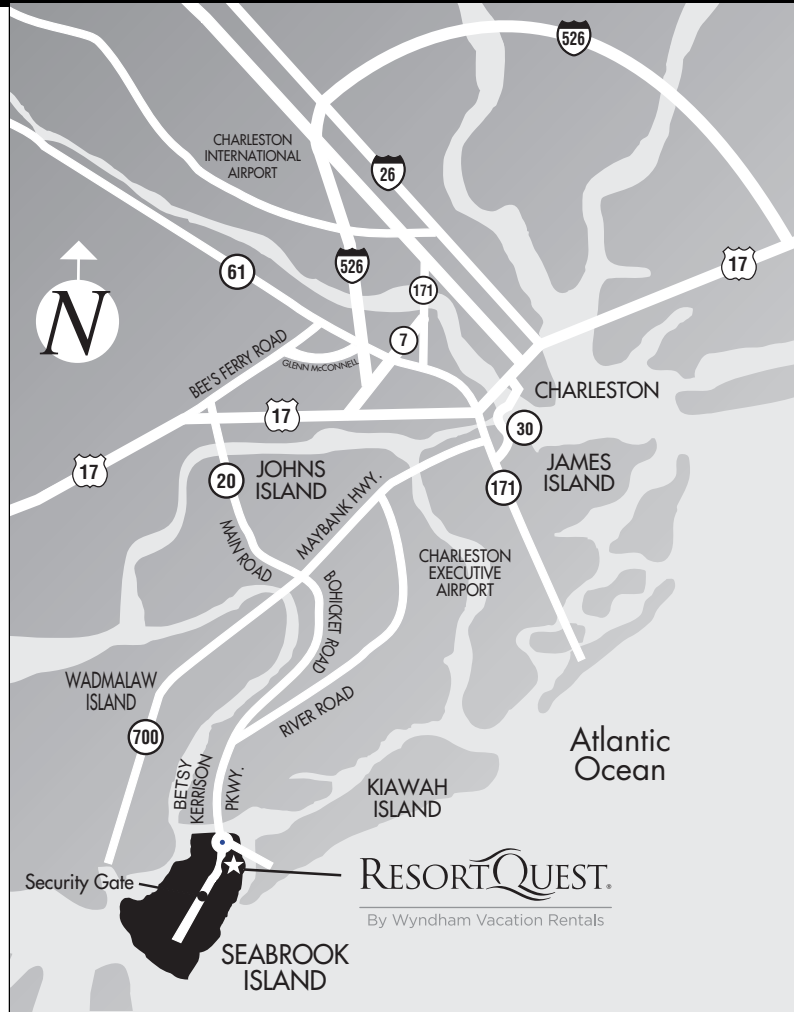 526
CHARLESTON
INTERNATIONAL
AIRPORT
26
61
526
17
171
N
7
BEE'S FERRY ROAD
GLENN McCONNELL
CHARLESTON
17
30
17
JOHNS
ISLAND
JAMES
ISLAND
20
171
MAYBANK HWY.
MAIN ROAD
CHARLESTON
EXECUTIVE
AIRPORT
BOHICKET ROAD
WADMALAW
ISLAND
RIVER ROAD
700
Atlantic
Ocean
BETSY
KERRISON
PKWY.
KIAWAH
ISLAND
RESORTQUEST®
By Wyndham Vacation Rentals
Security Gate
SEABROOK
ISLAND